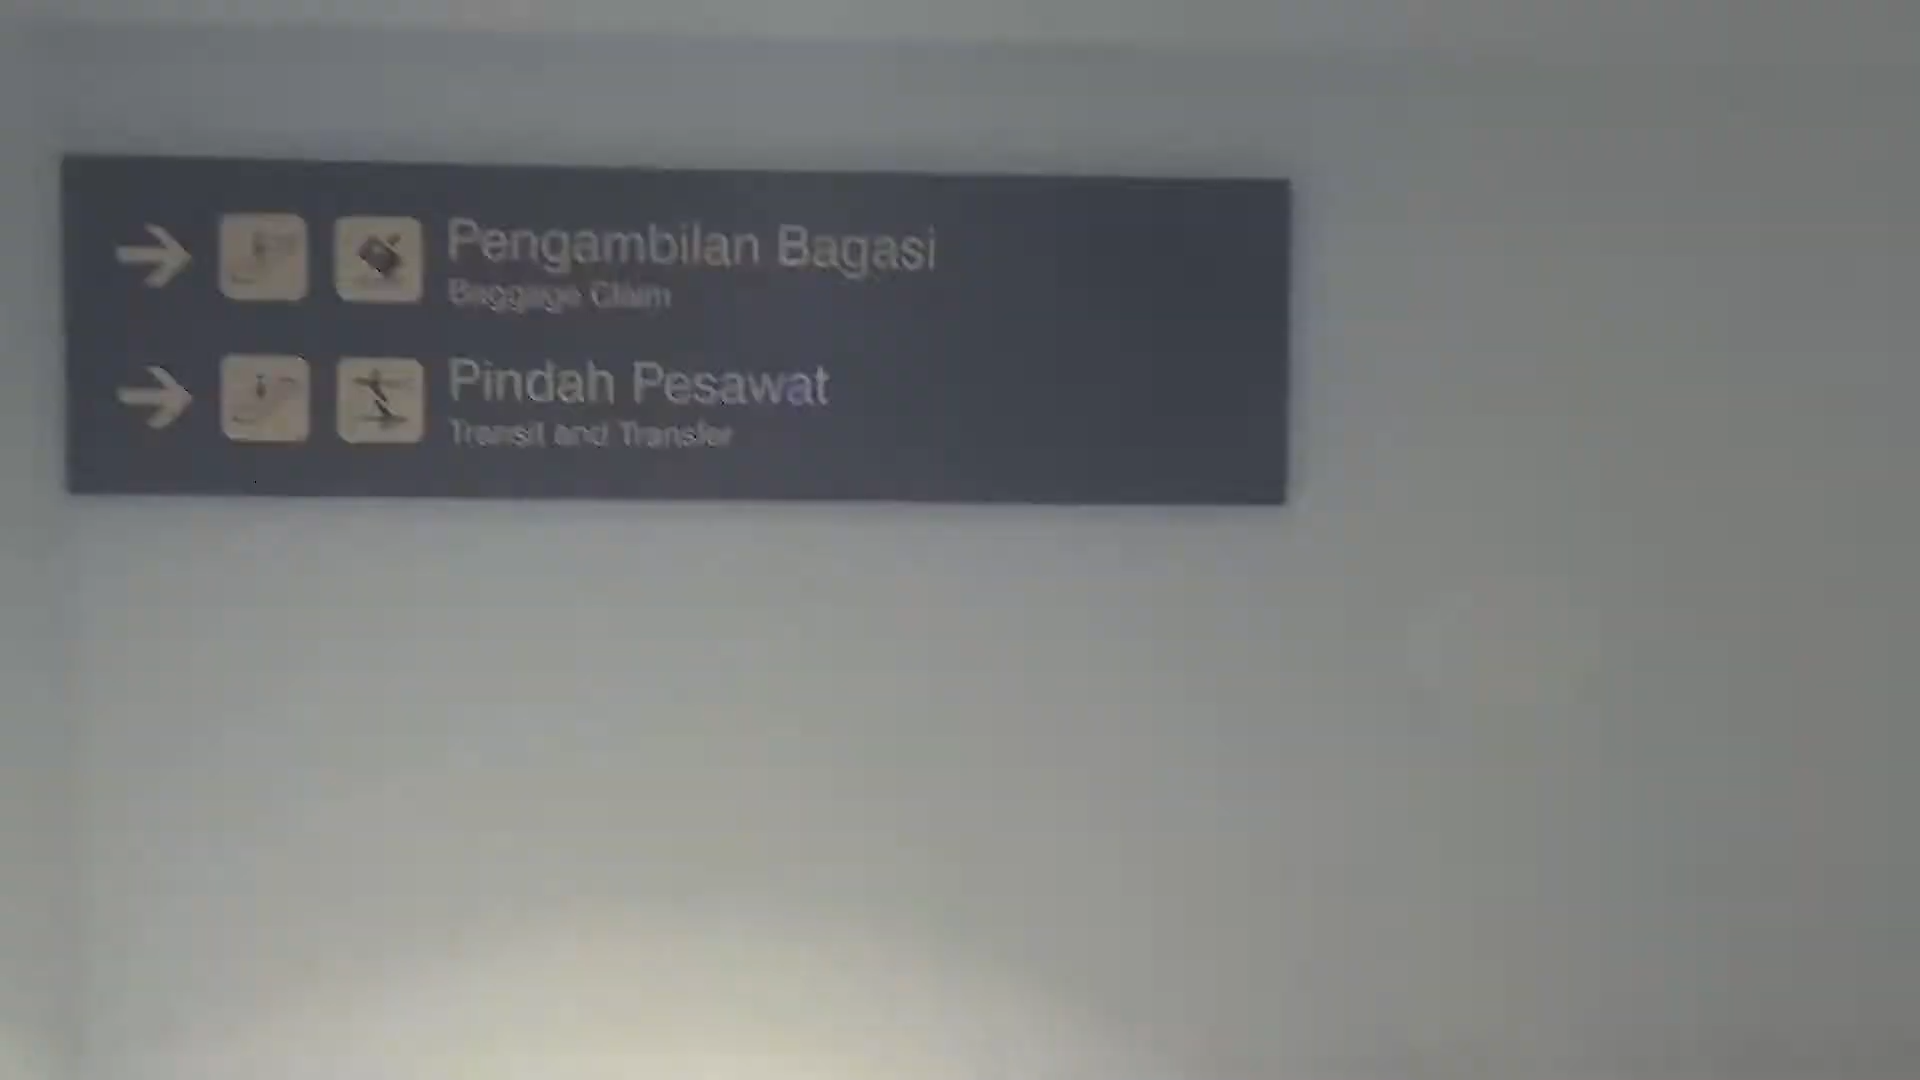 Pengambilan Bagasi
Baggage Claim
Pindah Pesawat
Transit and Transfer